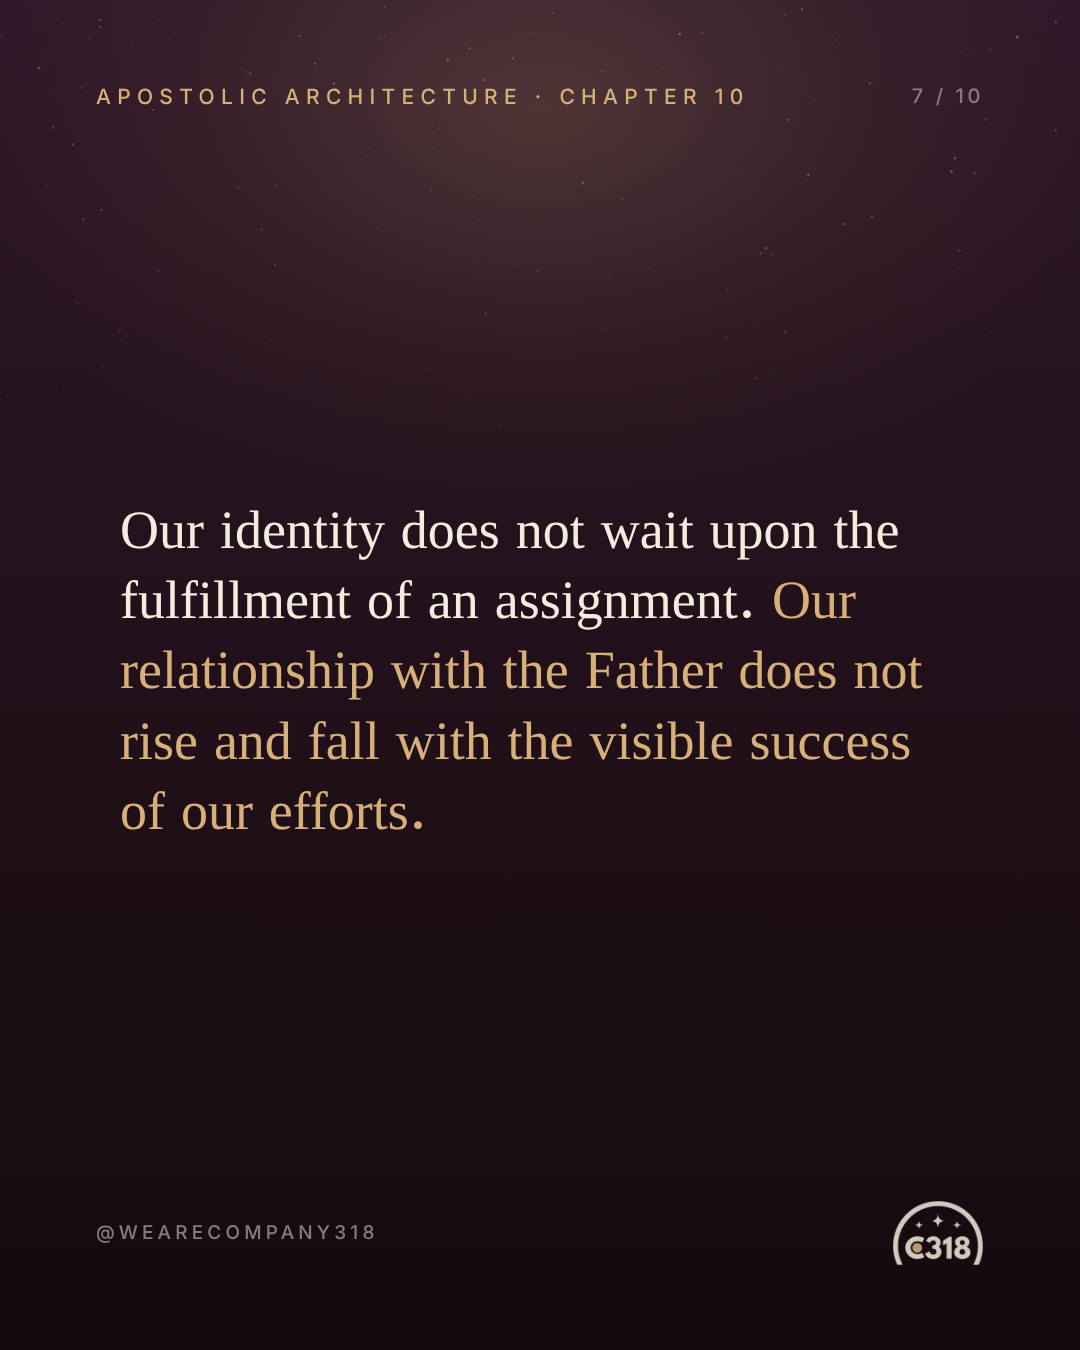 APOSTOLIC ARCHITECTURE · CHAPTER 10
7 / 10
Our identity does not wait upon the
fulfillment of an assignment. Our
relationship with the Father does not
rise and fall with the visible success
of our efforts.
@WEARECOMPANY318
C318